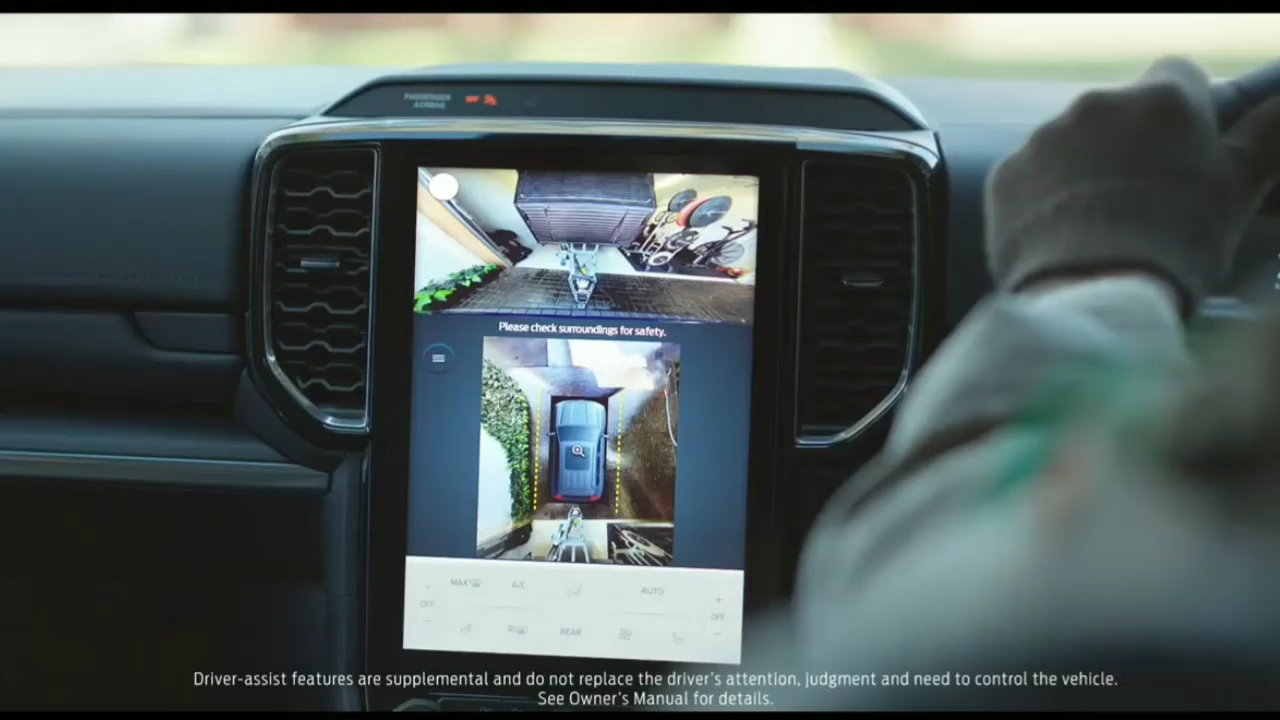 PASSENGER
AIRBAG
OFF
Please check surroundings for safety.
MAX
A/C
AUTO
OFF
OFF
R
REAR
Driver-assist features are supplemental and do not replace the driver's attention, judgment and need to control the vehicle.
See Owner's Manual for details.